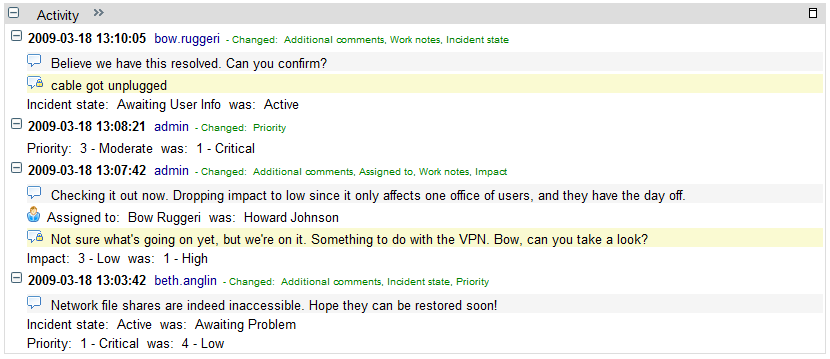 Activity
2009-03-18 13:10:05 bow.ruggeri - Changed: Additional comments, Work notes, Incident state
Believe we have this resolved. Can you confirm?
cable got unplugged
Incident state: Awaiting User Info was: Active
2009-03-18 13:08:21 admin - Changed: Priority
Priority: 3 - Moderate was: 1 - Critical
2009-03-18 13:07:42 admin - Changed: Additional comments, Assigned to, Work notes, Impact
Checking it out now. Dropping impact to low since it only affects one office of users, and they have the day off.
Assigned to: Bow Ruggeri was: Howard Johnson
Not sure what's going on yet, but we're on it. Something to do with the VPN. Bow, can you take a look?
Impact: 3 - Low was: 1 - High
2009-03-18 13:03:42 beth.anglin - Changed: Additional comments, Incident state, Priority
Network file shares are indeed inaccessible. Hope they can be restored soon!
Incident state: Active was: Awaiting Problem
Priority: 1 - Critical was: 4 - Low